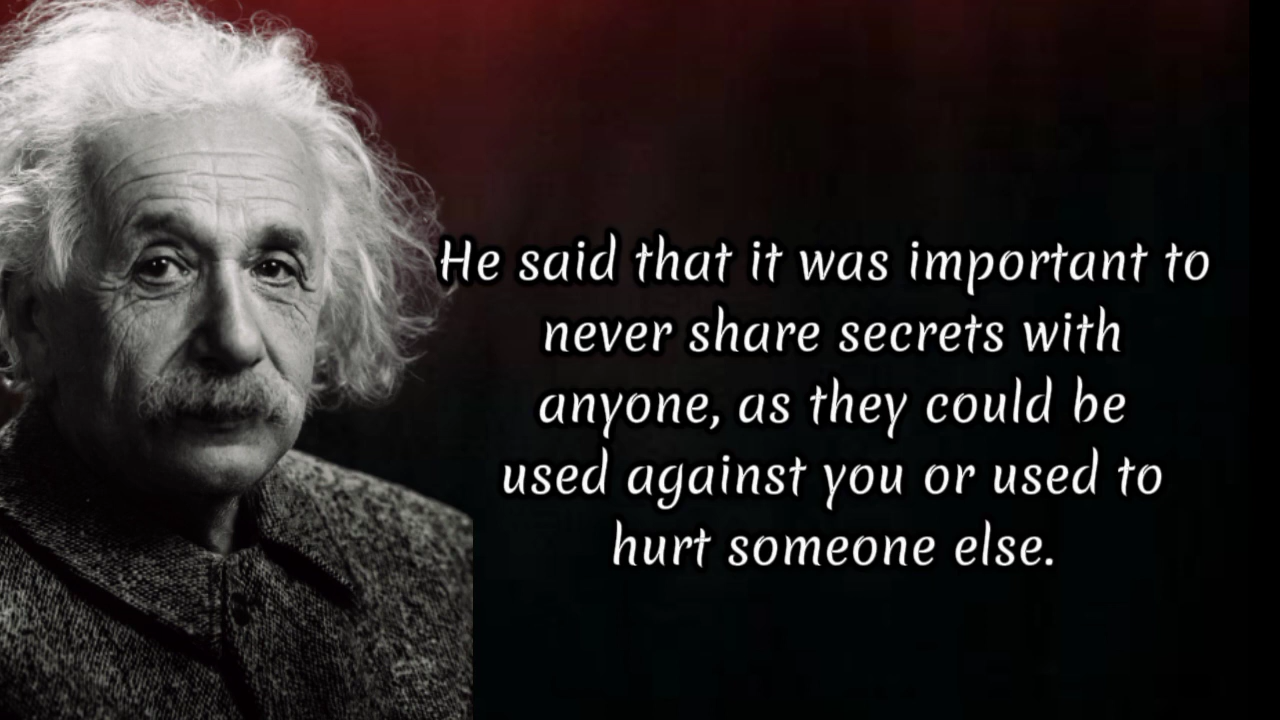 He said that it was important to
never share secrets with
anyone, as they could be
used against you or used to
hurt someone else.